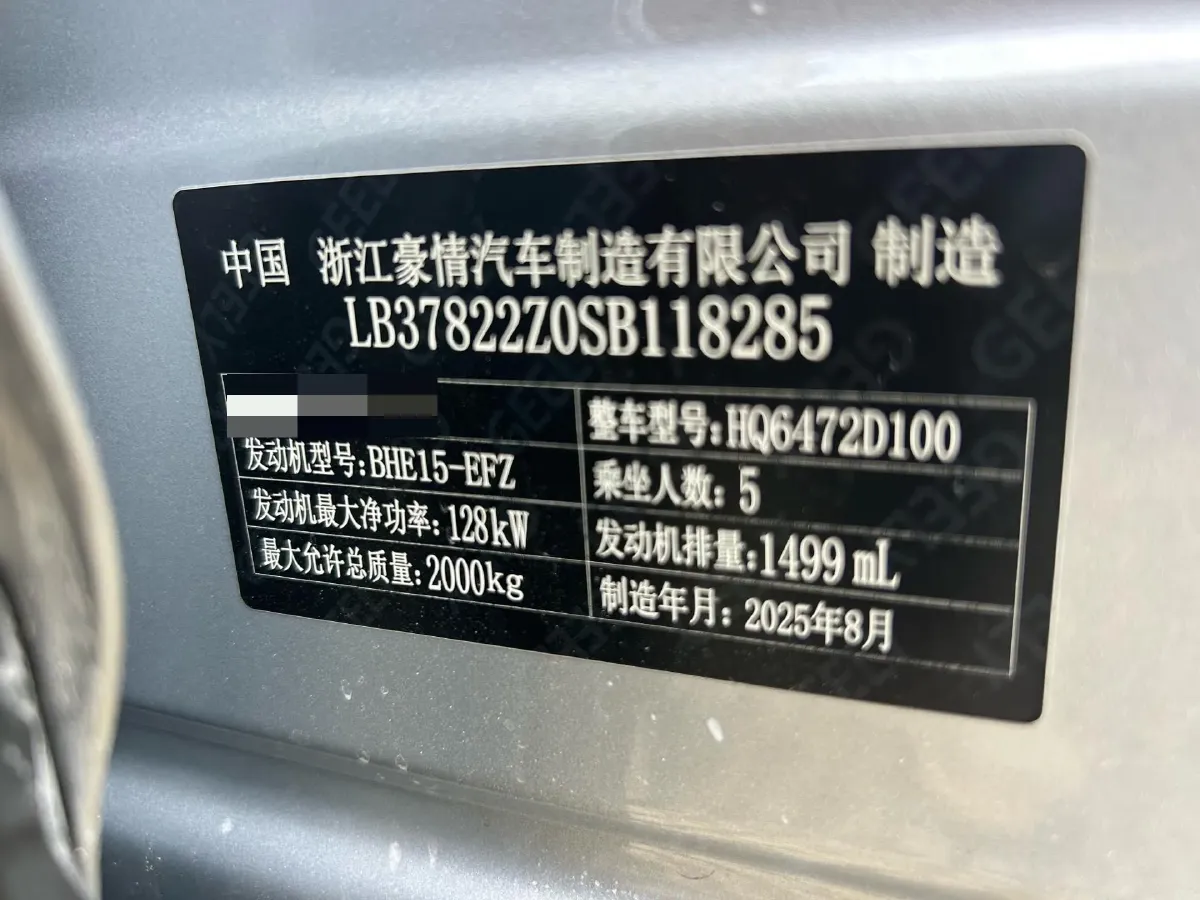 中国 浙江豪情汽车制造有限公司 制造
LB37822Z0SB118285
整车型号:HQ6472D100
发动机型号:BHE15-EFZ
乘坐人数: 5
发动机最大净功率:128kW
发动机排量:1499 mL
最大允许总质量:2000kg
制造年月: 2025年8月